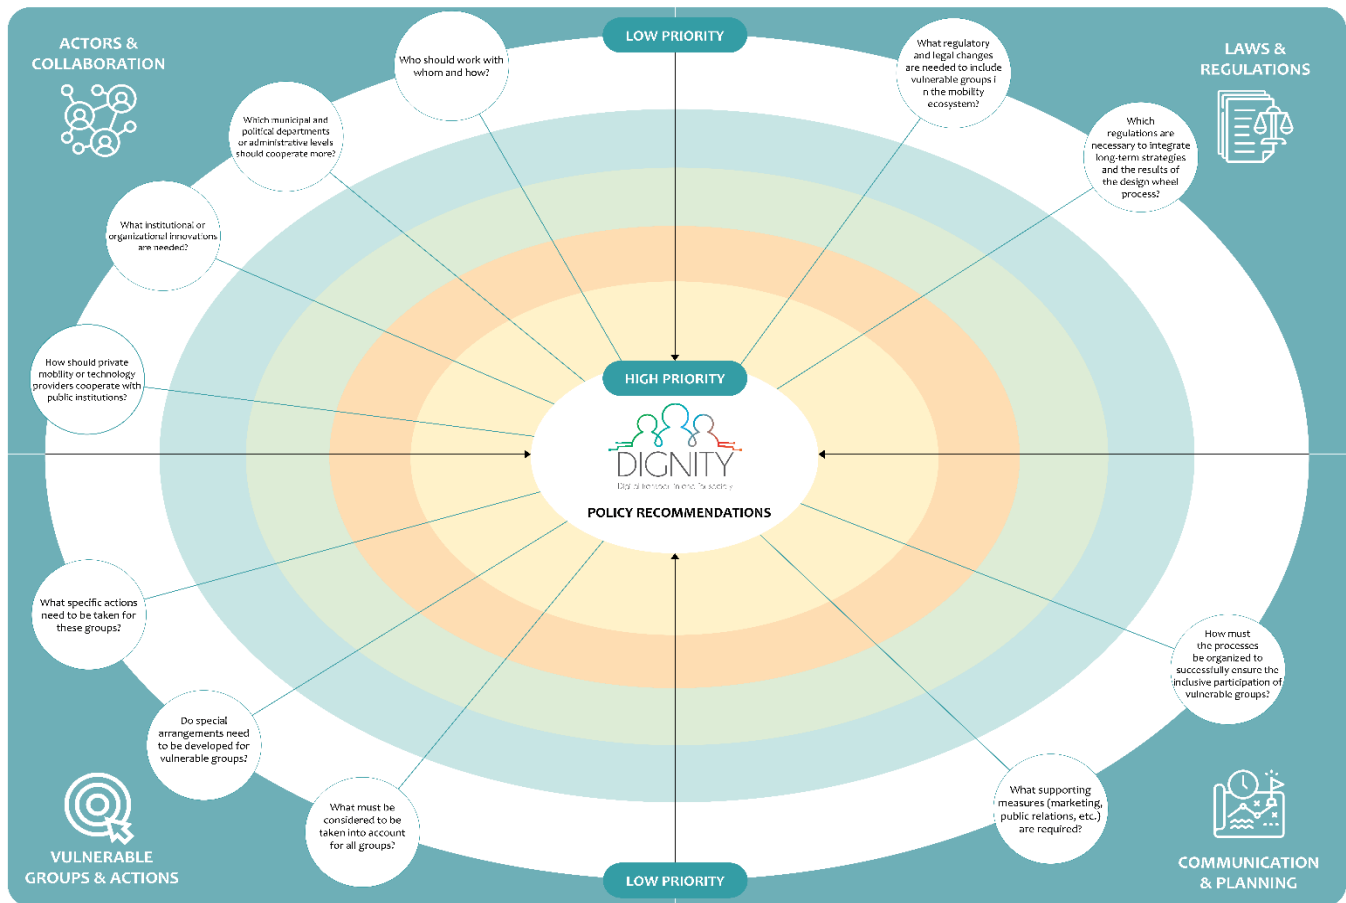 ACTORS &
COLLABORATION
Who should work with
whom and how?
Which municipal and
political departments
or administrative levels
should cooperate more?
What institutional or
organizational innovations
are needed?
How should private
mobility or technology
providers cooperate with
public institutions?
LOW PRIORITY
What regulatory
and legal changes
are needed to include
vulnerable groups i
n the mobility
ecosystem?
LAWS &
REGULATIONS
Which
regulations are
necessary to integrate
long-term strategies
and the results of
the design wheel
process?
HIGH PRIORITY
DIGNITY
Digital transport in and for society
POLICY RECOMMENDATIONS
What specific actions
need to be taken for
these groups?
Do special
arrangements need
to be developed for
vulnerable groups?
What must be
considered to be
taken into account
for all groups?
VULNERABLE
GROUPS & ACTIONS
LOW PRIORITY
How must
the processes
be organized to
successfully ensure the
inclusive participation of
vulnerable groups?
What supporting
measures (marketing,
public relations, etc.)
are required?
COMMUNICATION
& PLANNING